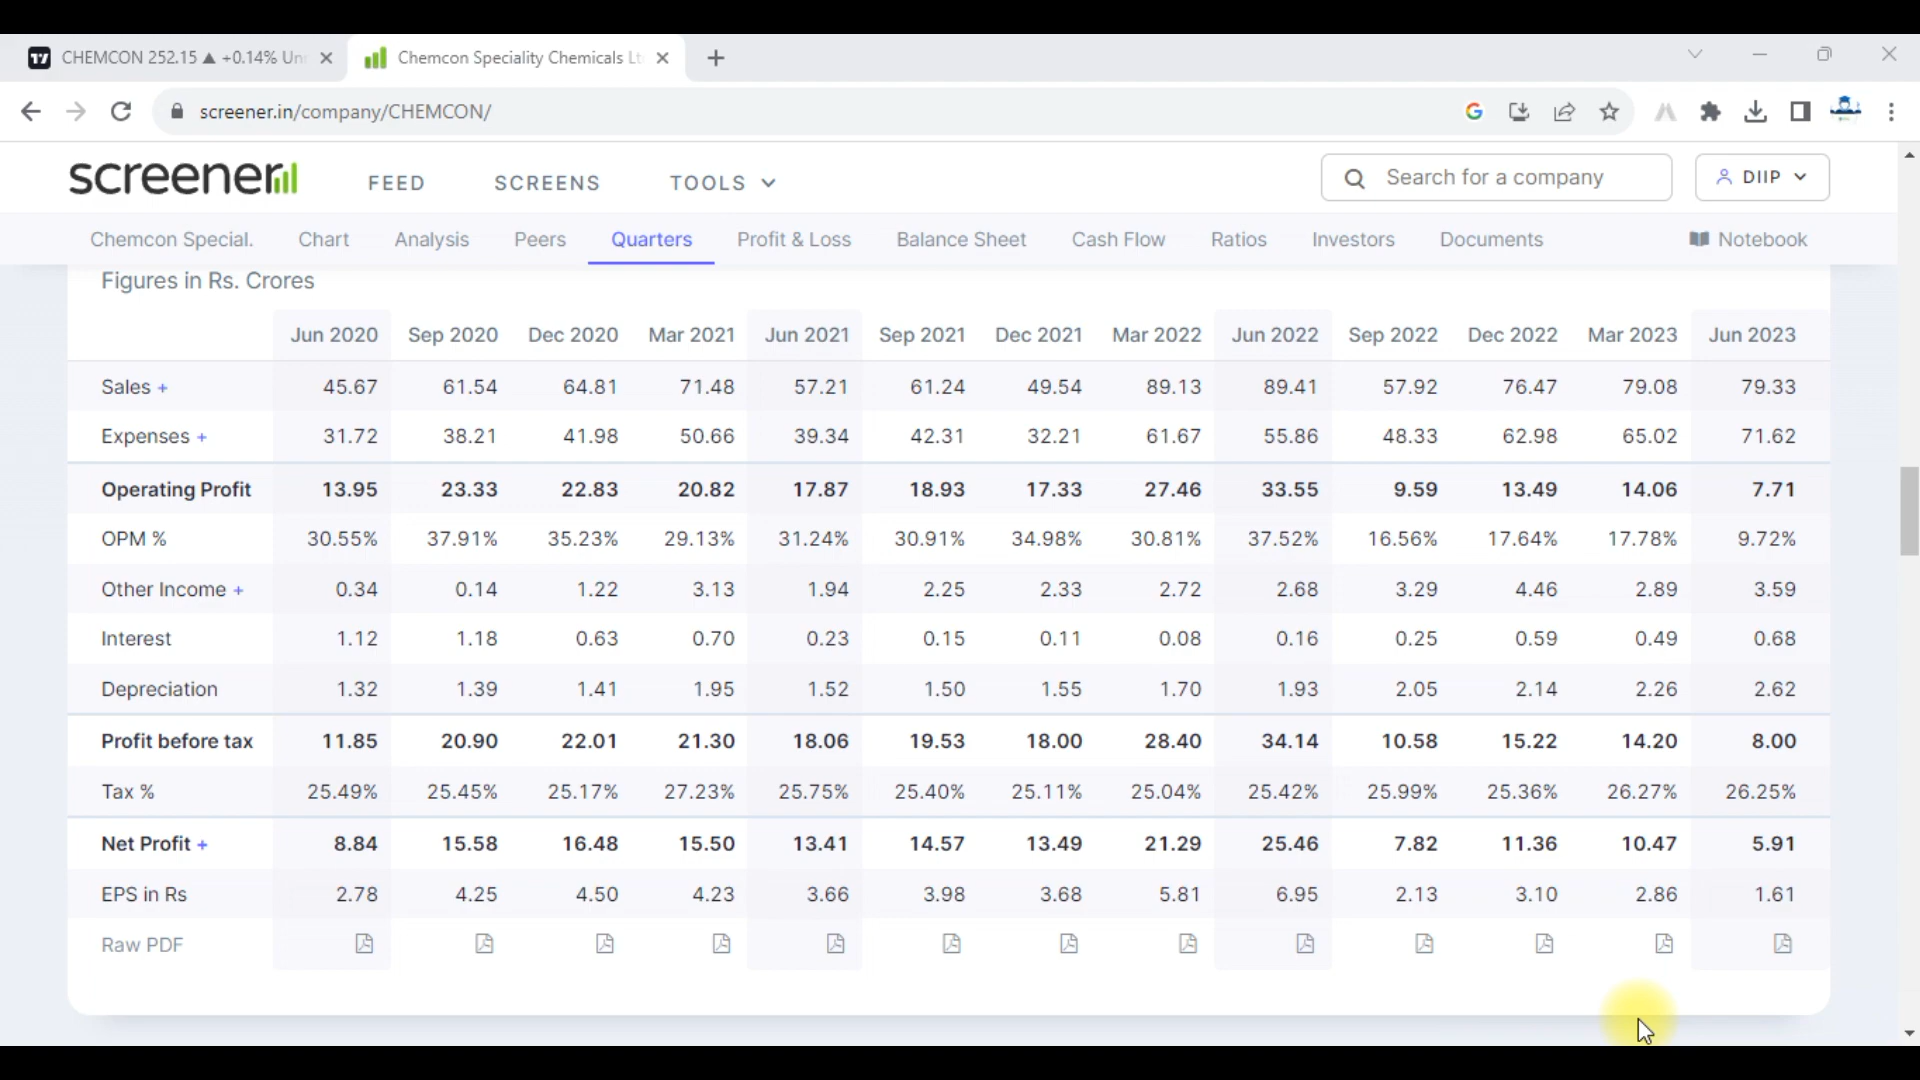 CHEMCON 252.15 ▲ +0.14% Un
Chemcon Speciality Chemicals Lt
screener.in/company/CHEMCON/
screener
FEED SCREENS TOOLS
Search for a company
DIIP
Chemcon Special. Chart Analysis Peers Quarters Profit & Loss Balance Sheet Cash Flow Ratios Investors Documents Notebook
Figures in Rs. Crores
Jun 2020 Sep 2020 Dec 2020 Mar 2021 Jun 2021 Sep 2021 Dec 2021 Mar 2022 Jun 2022 Sep 2022 Dec 2022 Mar 2023 Jun 2023
Sales + 45.67 61.54 64.81 71.48 57.21 61.24 49.54 89.13 89.41 57.92 76.47 79.08 79.33
Expenses + 31.72 38.21 41.98 50.66 39.34 42.31 32.21 61.67 55.86 48.33 62.98 65.02 71.62
Operating Profit 13.95 23.33 22.83 20.82 17.87 18.93 17.33 27.46 33.55 9.59 13.49 14.06 7.71
OPM % 30.55% 37.91% 35.23% 29.13% 31.24% 30.91% 34.98% 30.81% 37.52% 16.56% 17.64% 17.78% 9.72%
Other Income + 0.34 0.14 1.22 3.13 1.94 2.25 2.33 2.72 2.68 3.29 4.46 2.89 3.59
Interest 1.12 1.18 0.63 0.70 0.23 0.15 0.11 0.08 0.16 0.25 0.59 0.49 0.68
Depreciation 1.32 1.39 1.41 1.95 1.52 1.50 1.55 1.70 1.93 2.05 2.14 2.26 2.62
Profit before tax 11.85 20.90 22.01 21.30 18.06 19.53 18.00 28.40 34.14 10.58 15.22 14.20 8.00
Tax % 25.49% 25.45% 25.17% 27.23% 25.75% 25.40% 25.11% 25.04% 25.42% 25.99% 25.36% 26.27% 26.25%
Net Profit + 8.84 15.58 16.48 15.50 13.41 14.57 13.49 21.29 25.46 7.82 11.36 10.47 5.91
EPS in Rs 2.78 4.25 4.50 4.23 3.66 3.98 3.68 5.81 6.95 2.13 3.10 2.86 1.61
Raw PDF